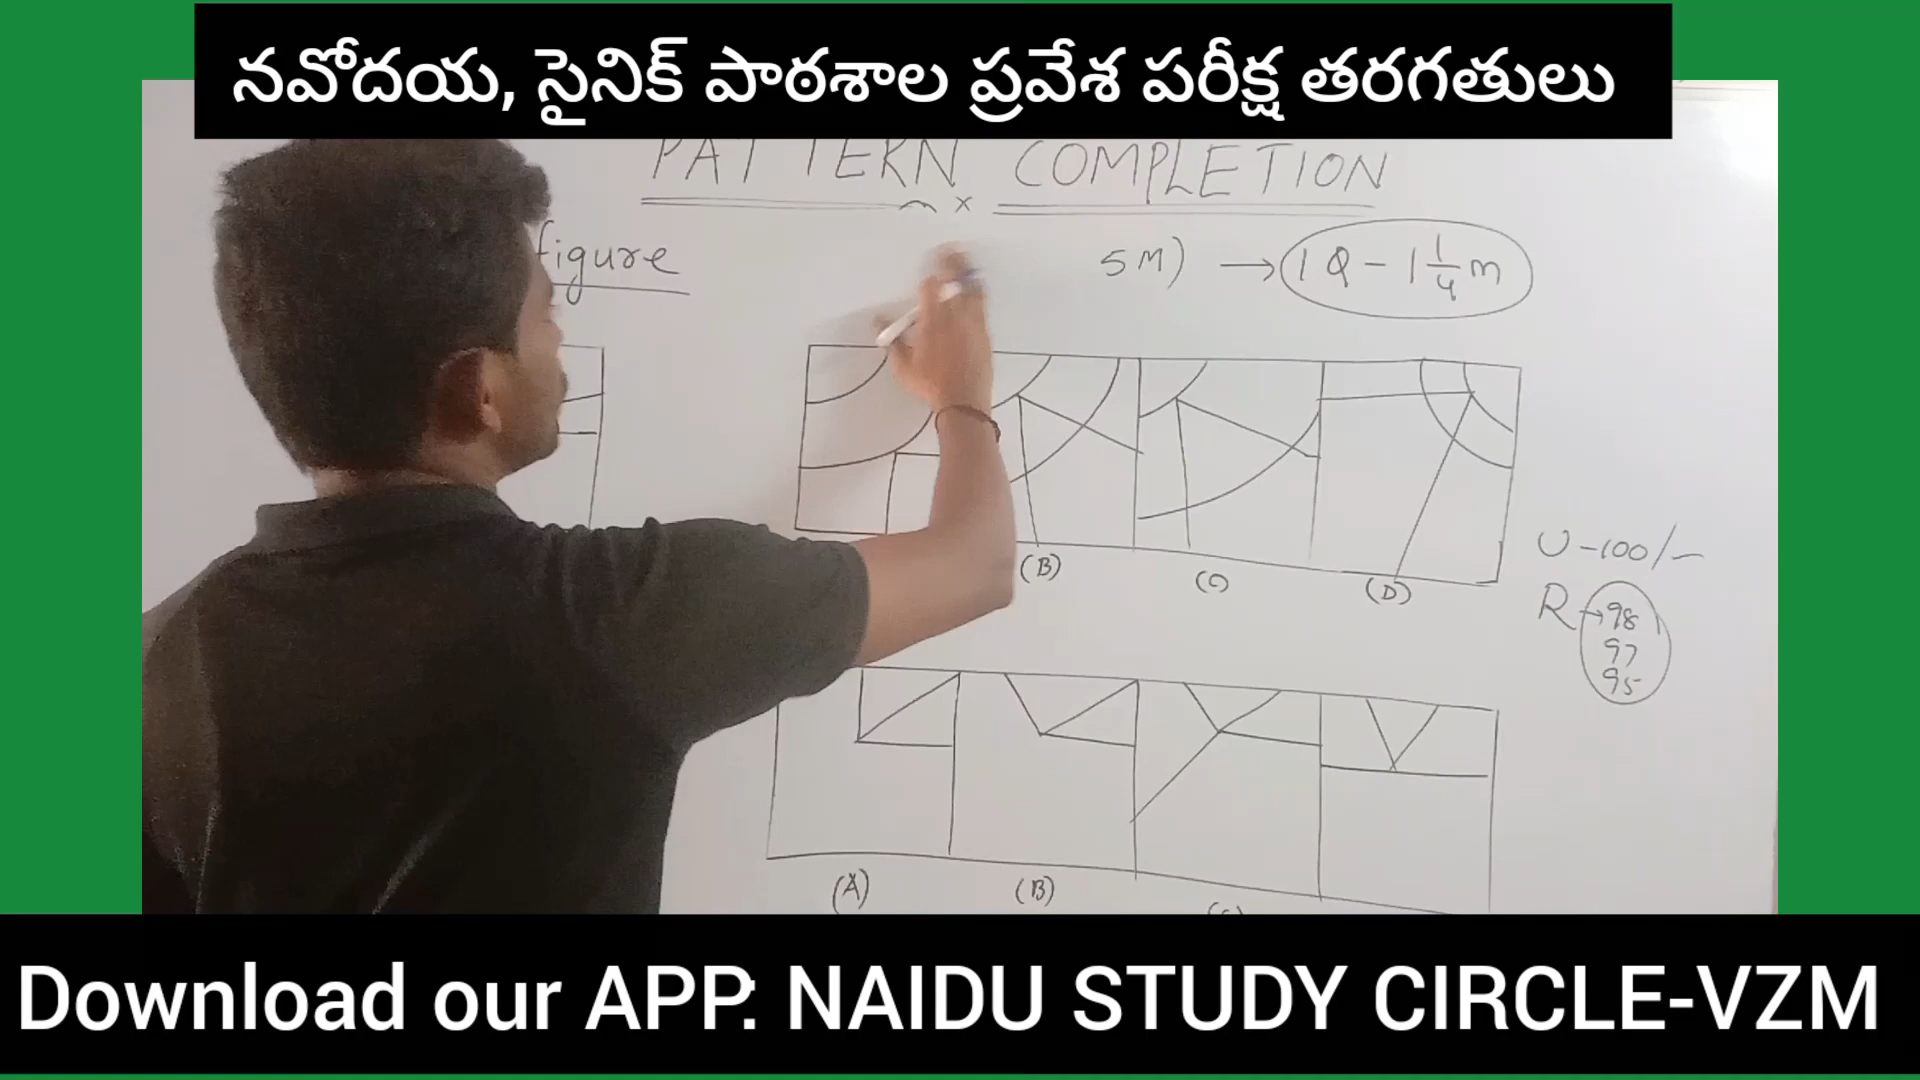 నవోదయ, సైనిక్ పాఠశాల ప్రవేశ పరీక్ష తరగతులు
PATTERN COMPLETION
figure 5M) → 1Q - 1 1/4 m
U - 100/-
R → 98
97
95
(B) (C) (D)
(A) (B)
Download our APP: NAIDU STUDY CIRCLE-VZM